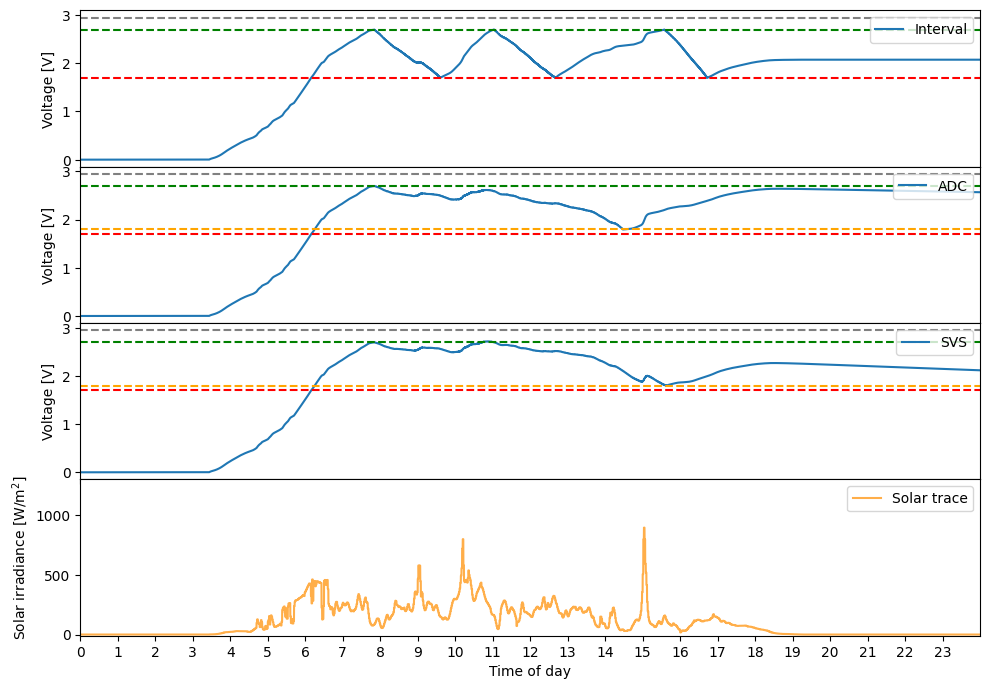 3
2
1
0
Voltage [V]
Interval
3
2
1
0
Voltage [V]
ADC
3
2
1
0
Voltage [V]
SVS
1000
500
0
Solar irradiance [W/m²]
Solar trace
0 1 2 3 4 5 6 7 8 9 10 11 12 13 14 15 16 17 18 19 20 21 22 23
Time of day